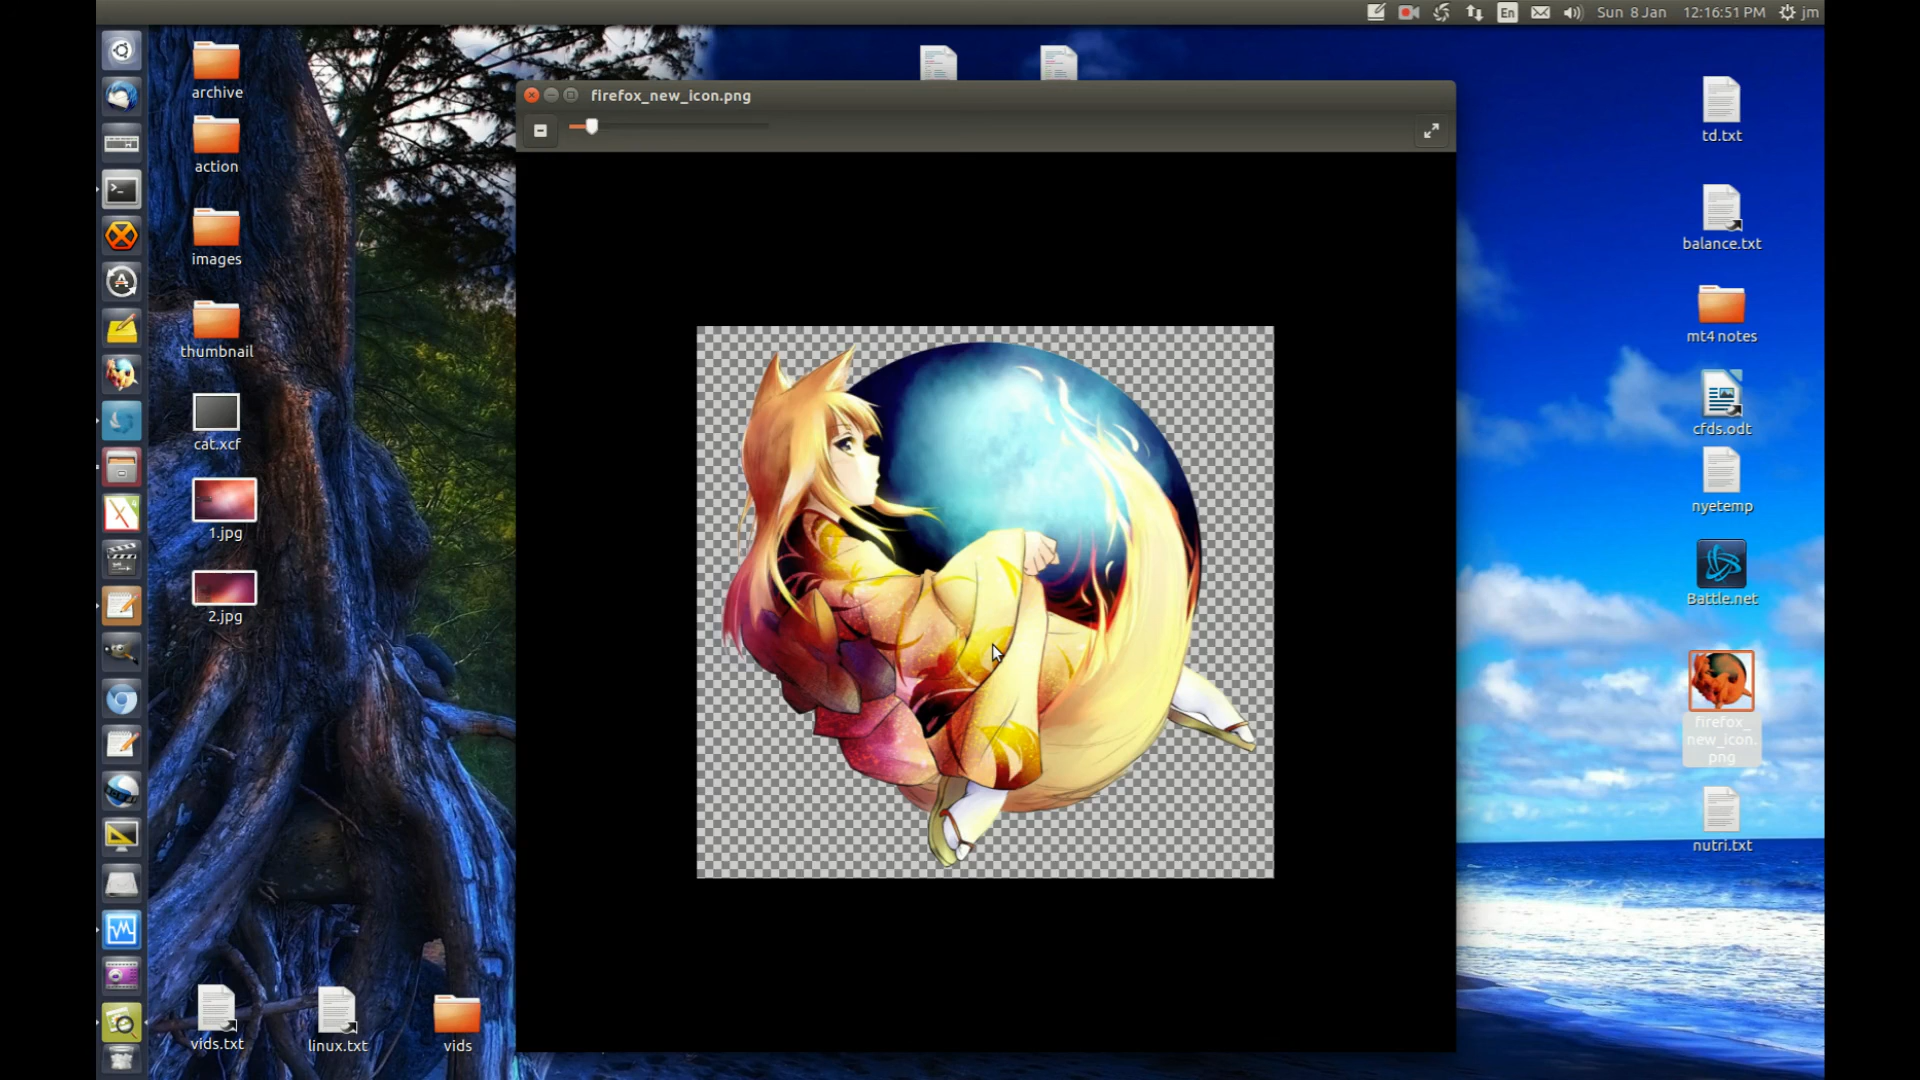 En
Sun 8 Jan
12:16:51 PM
jm
firefox_new_icon.png
archive
action
images
thumbnail
cat.xcf
1.jpg
2.jpg
vids.txt
linux.txt
vids
td.txt
balance.txt
mt4 notes
cfds.odt
nyetemp
Battle.net
firefox_
new_icon.
png
nutri.txt